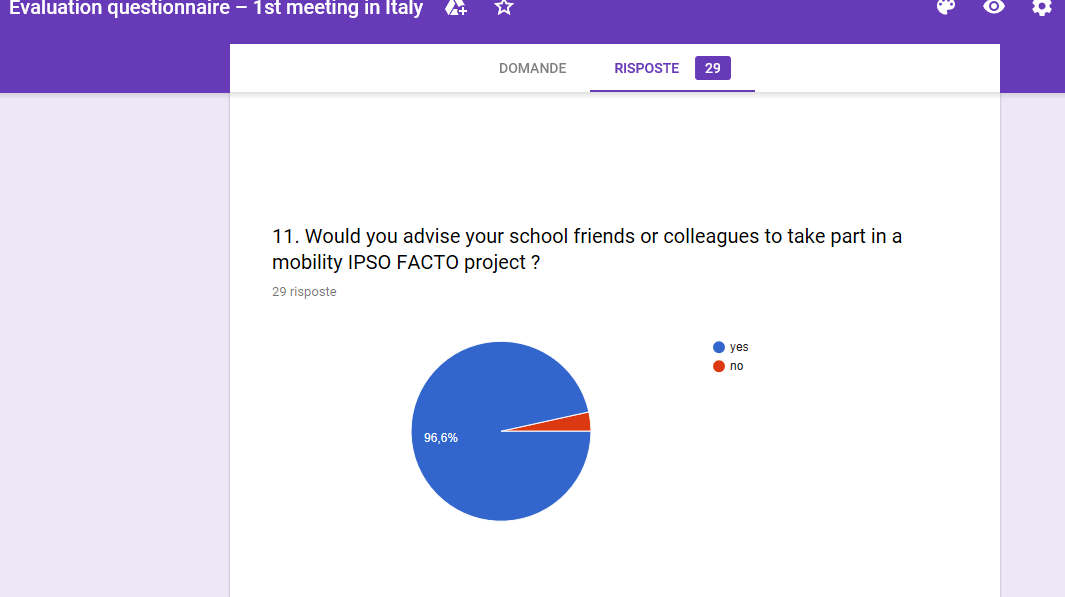 Evaluation questionnaire – 1st meeting in Italy
DOMANDE
RISPOSTE
29
11. Would you advise your school friends or colleagues to take part in a
mobility IPSO FACTO project ?
29 risposte
yes
no
96,6%